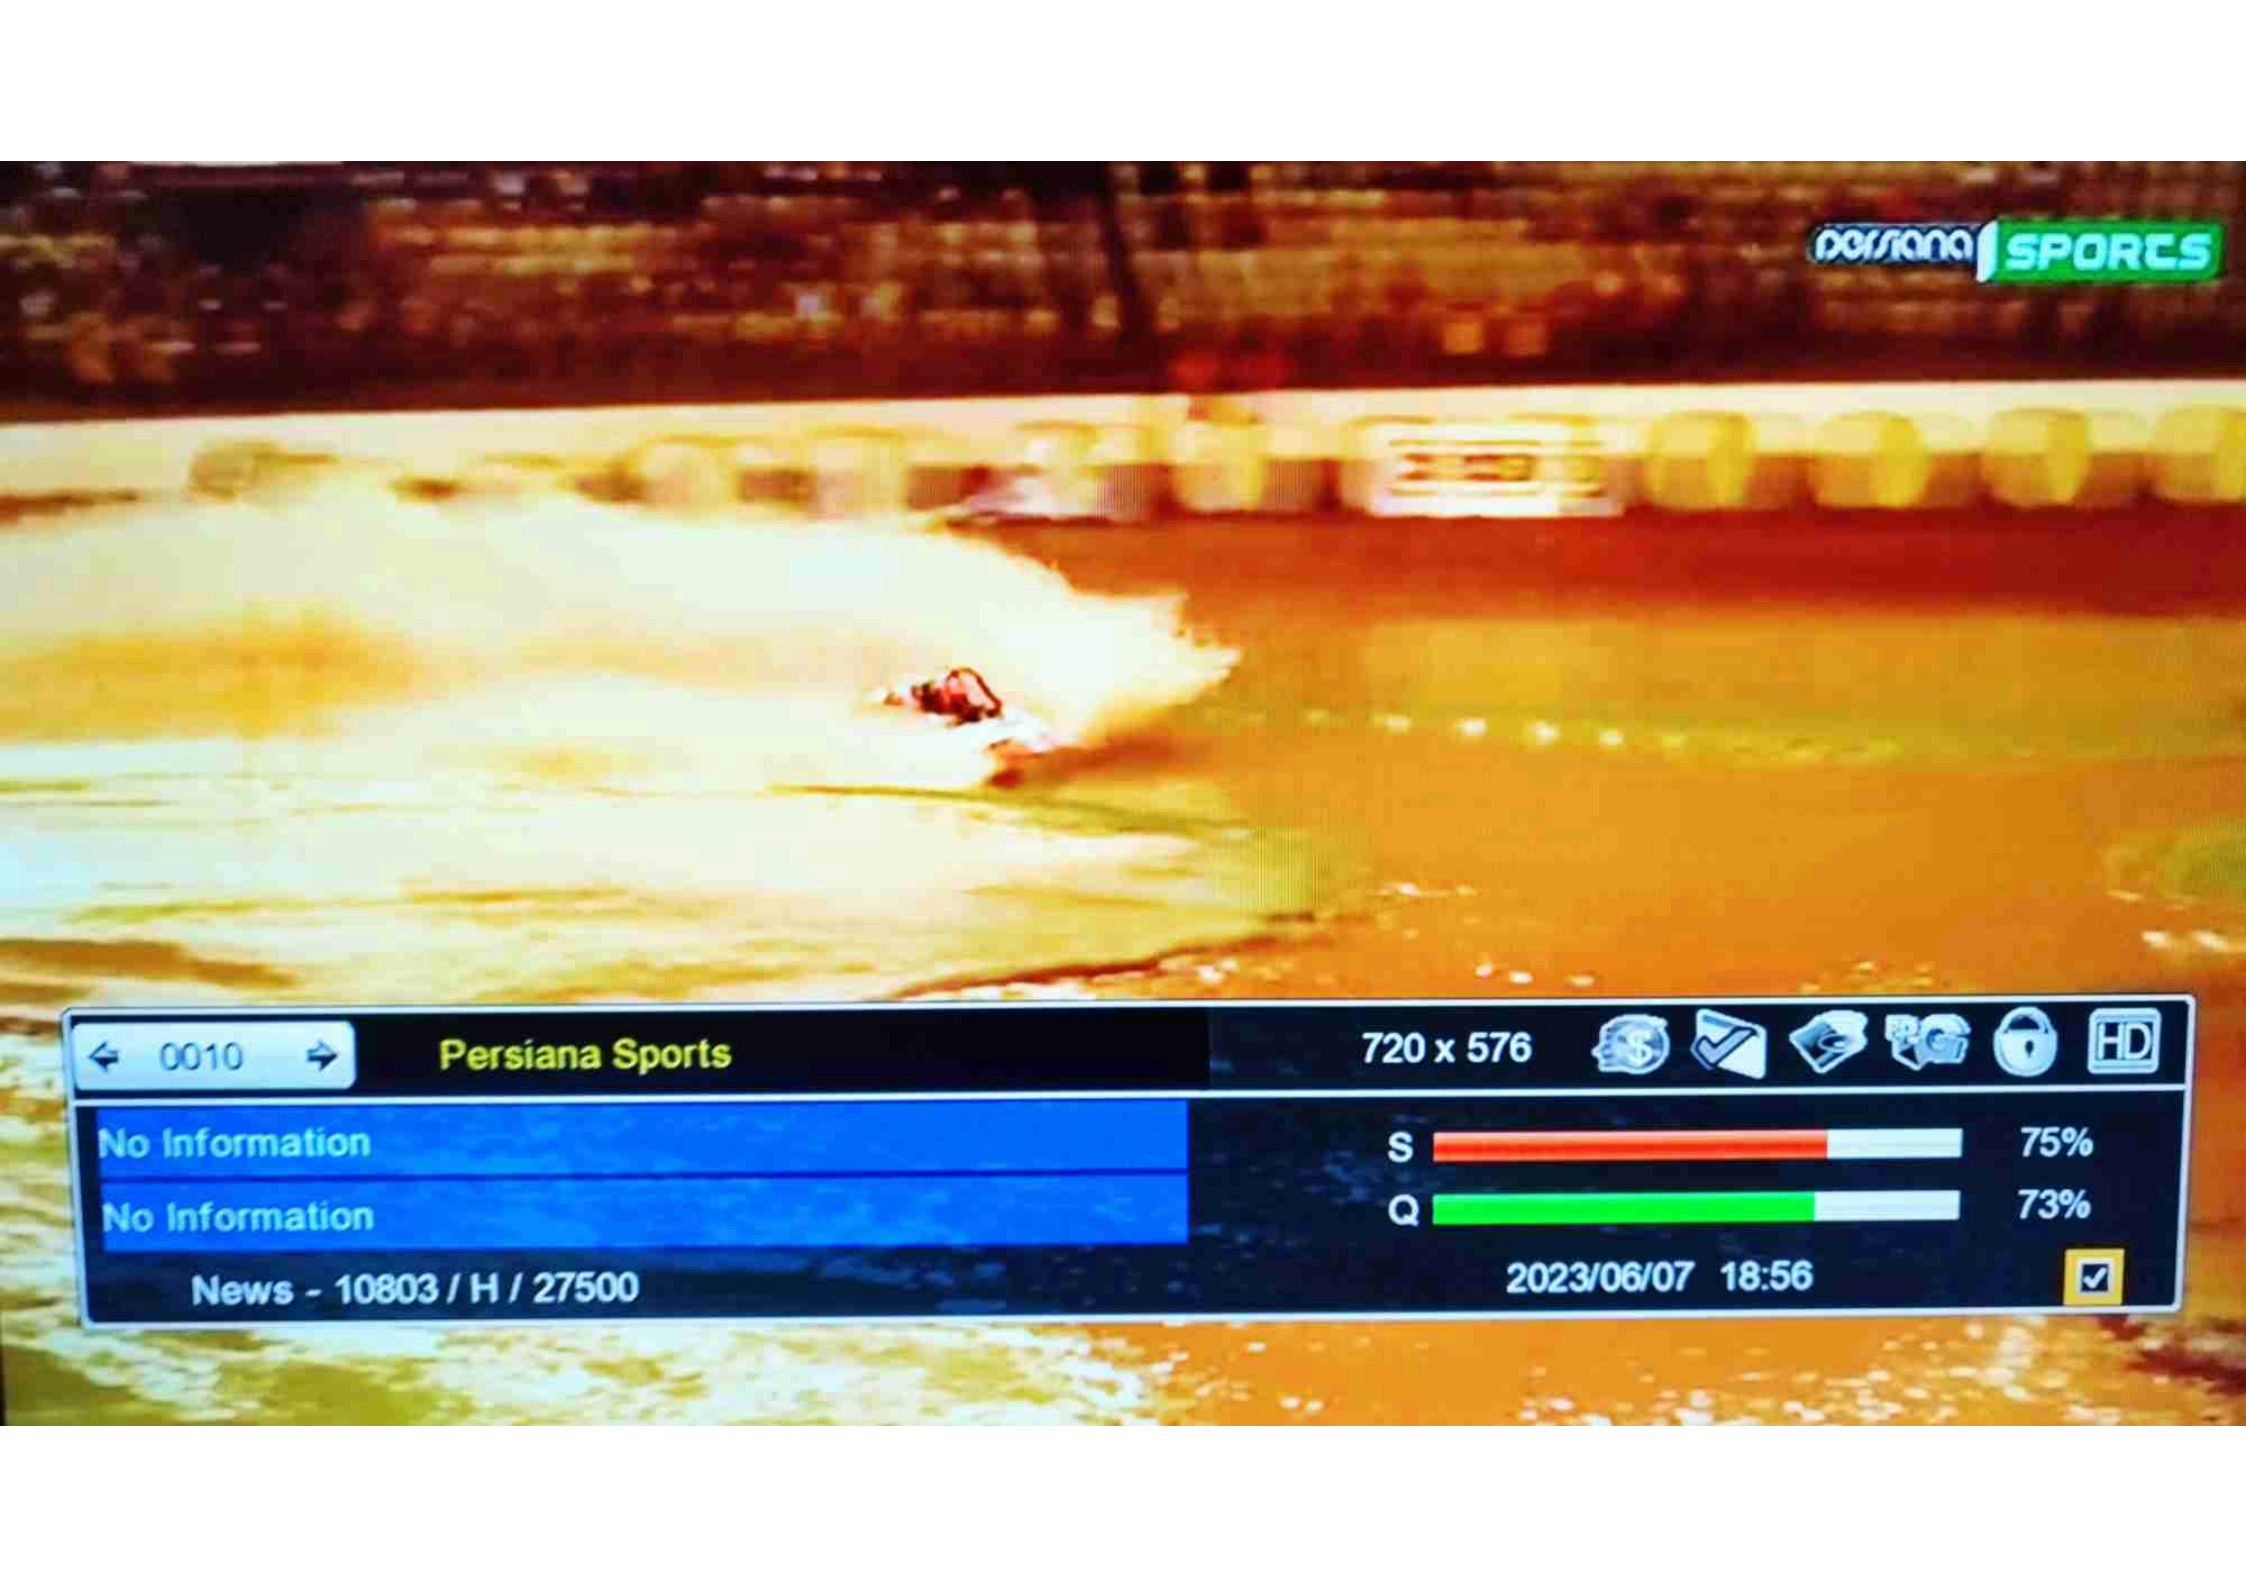 persiana SPORTS
0010 Persiana Sports 720 x 576 HD
No Information S 75%
No Information Q 73%
News - 10803 / H / 27500 2023/06/07 18:56